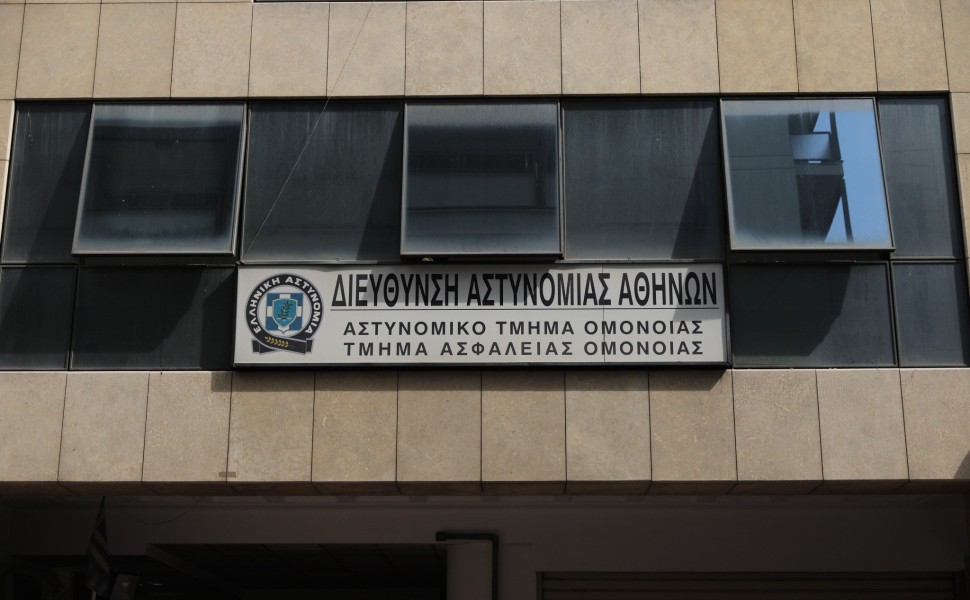 ΕΛΛΗΝΙΚΗ ΑΣΤΥΝΟΜΙΑ
ΔΙΕΥΘΥΝΣΗ ΑΣΤΥΝΟΜΙΑΣ ΑΘΗΝΩΝ
ΑΣΤΥΝΟΜΙΚΟ ΤΜΗΜΑ ΟΜΟΝΟΙΑΣ
ΤΜΗΜΑ ΑΣΦΑΛΕΙΑΣ ΟΜΟΝΟΙΑΣ